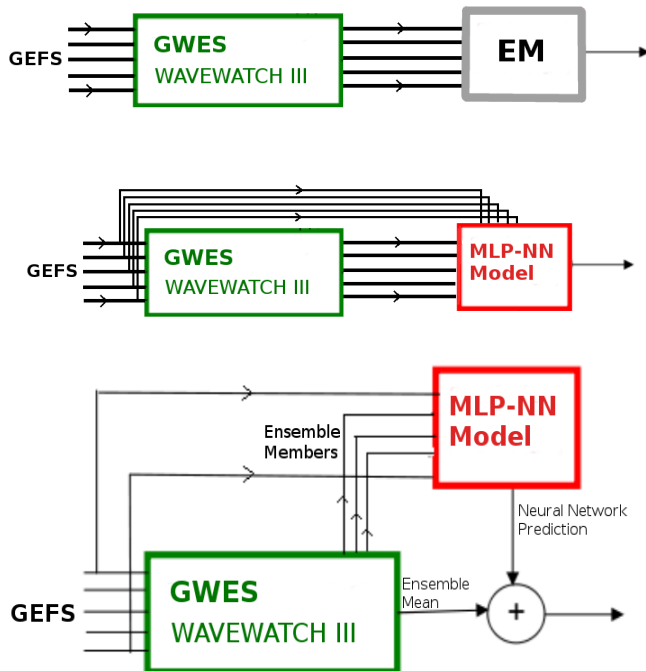 GEFS
GWES
WAVEWATCH III
EM
GEFS
GWES
WAVEWATCH III
MLP-NN
Model
Ensemble
Members
MLP-NN
Model
Neural Network
Prediction
GEFS
GWES
WAVEWATCH III
Ensemble
Mean
+